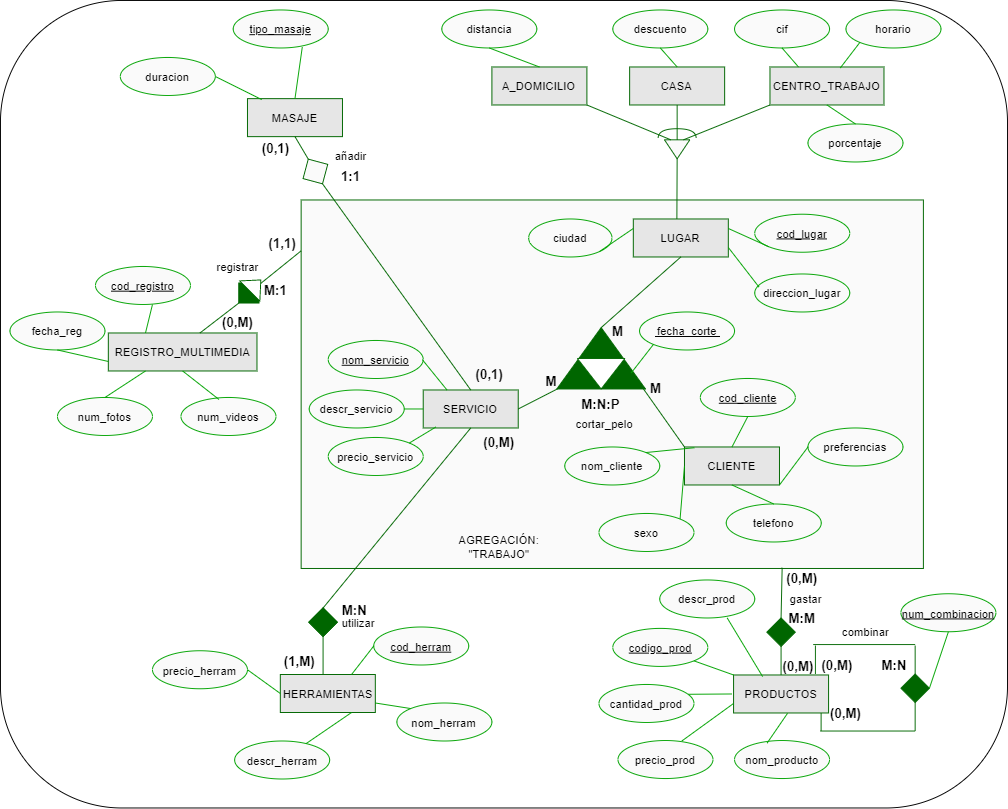 tipo_masaje
distancia
descuento
cif
horario
duracion
A_DOMICILIO
CASA
CENTRO_TRABAJO
MASAJE
(0,1)
añadir
1:1
porcentaje
ciudad
LUGAR
cod_lugar
(1,1)
registrar
M:1
cod_registro
direccion_lugar
(0,M)
fecha_reg
REGISTRO_MULTIMEDIA
num_fotos
num_videos
M
fecha_corte
nom_servicio
(0,1)
M
M
M:N:P
cortar_pelo
descr_servicio
SERVICIO
(0,M)
precio_servicio
cod_cliente
preferencias
nom_cliente
CLIENTE
sexo
telefono
AGREGACIÓN:
"TRABAJO"
(0,M)
gastar
M:M
descr_prod
M:N
utilizar
num_combinacion
combinar
codigo_prod
(0,M)
(0,M)
M:N
cod_herram
precio_herram
(1,M)
HERRAMIENTAS
PRODUCTOS
cantidad_prod
(0,M)
nom_herram
descr_herram
precio_prod
nom_producto